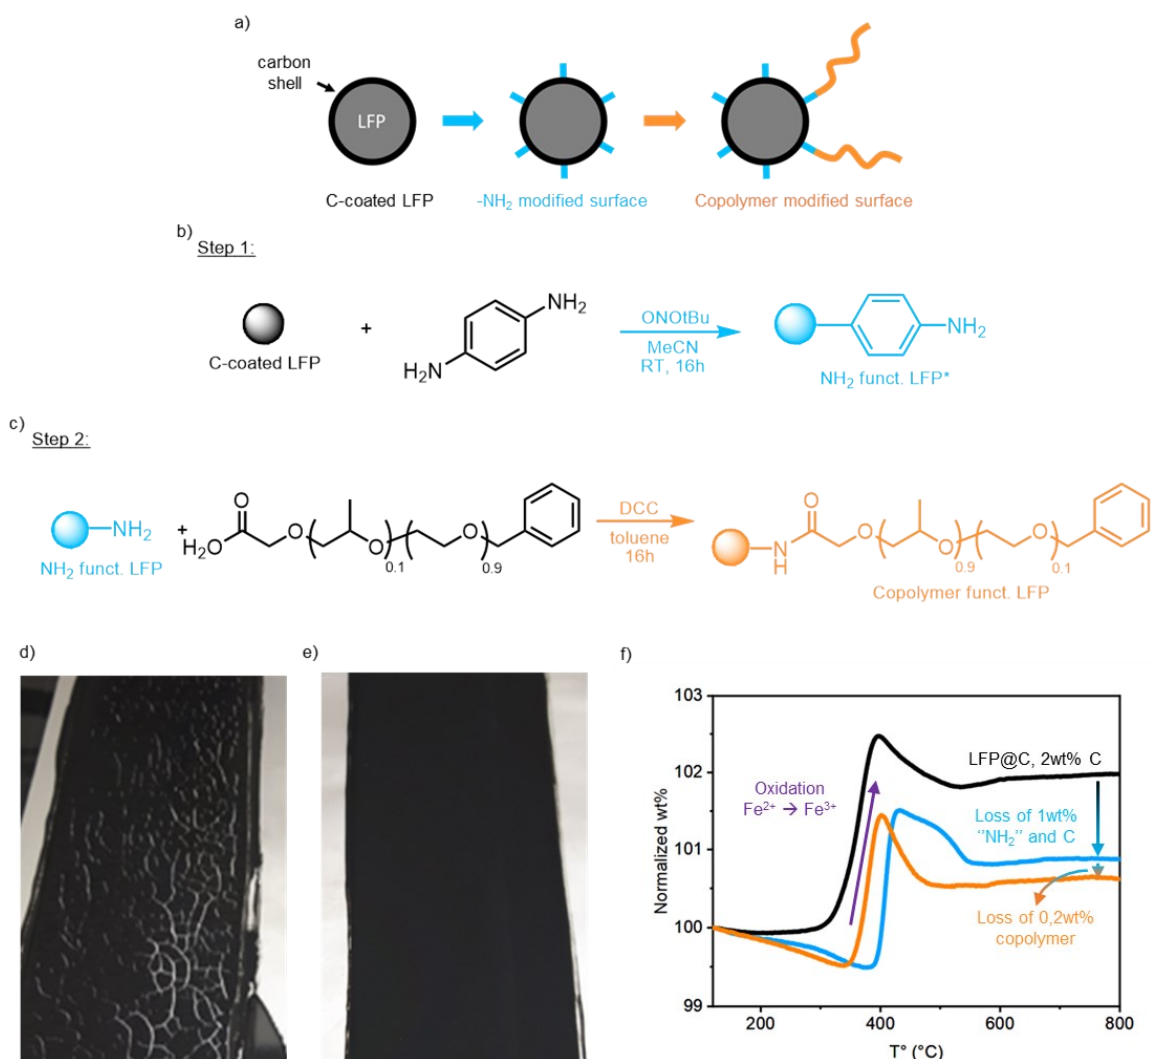 a)
carbon
shell
LFP
C-coated LFP
-NH2 modified surface
Copolymer modified surface
b)
Step 1:
C-coated LFP
+
NH2
H2N
ONOtBu
MeCN
RT, 16h
NH2
NH2 funct. LFP*
c)
Step 2:
NH2
NH2 funct. LFP
+
H2O
O
O
O
0.1
O
0.9
DCC
toluene
16h
N
H
O
O
O
0.9
O
0.1
Copolymer funct. LFP
d)
e)
f)
103
102
101
100
99
Normalized wt%
Oxidation
Fe2+ → Fe3+
LFP@C, 2wt% C
Loss of 1wt%
"NH2" and C
Loss of 0,2wt%
copolymer
200
400
600
800
T° (°C)